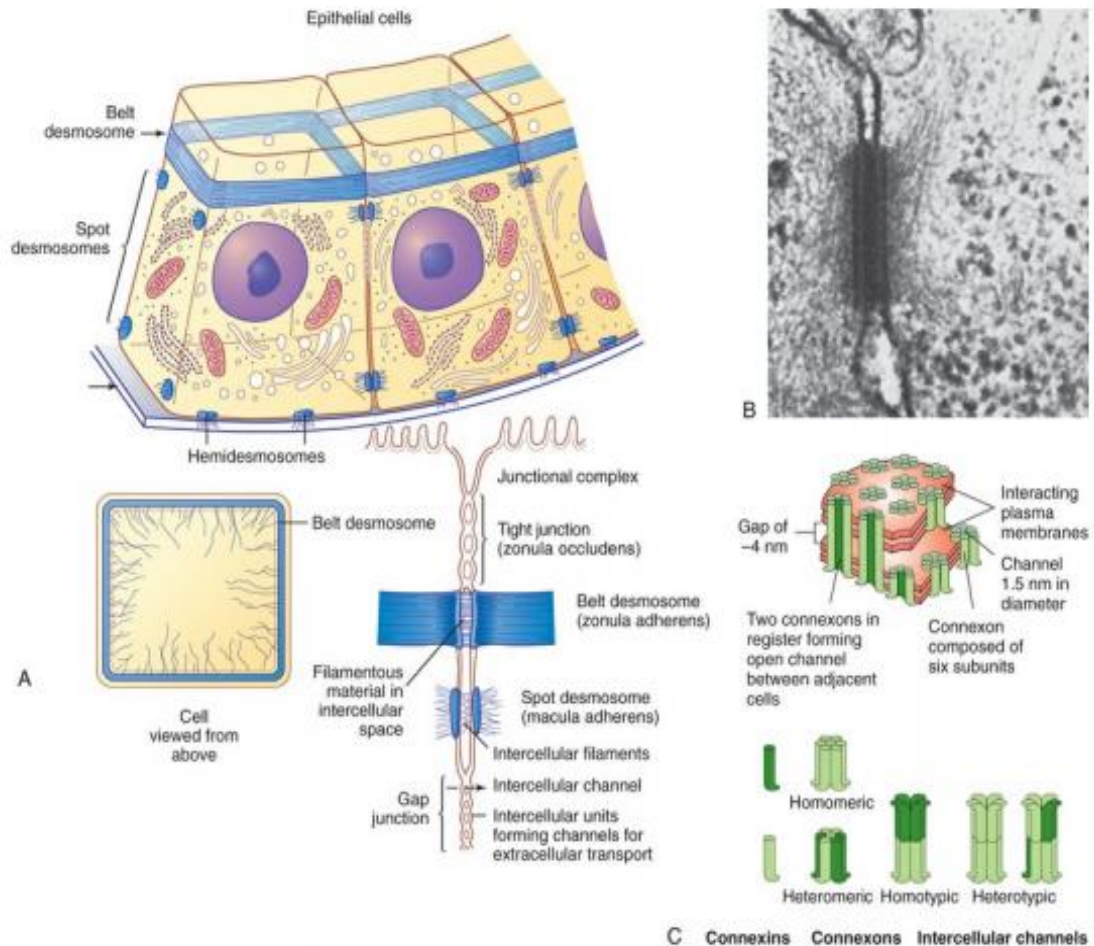 Epithelial cells
Belt
desmosome
Spot
desmosomes
Hemidesmosomes
Belt desmosome
Cell
viewed from
above
A
Junctional complex
Tight junction
(zonula occludens)
Belt desmosome
(zonula adherens)
Filamentous
material in
intercellular
space
Spot desmosome
(macula adherens)
Intercellular filaments
Gap
junction
Intercellular channel
Intercellular units
forming channels for
extracellular transport
B
Gap of
~4 nm
Interacting
plasma
membranes
Channel
1.5 nm in
diameter
Two connexons in
register forming
open channel
between adjacent
cells
Connexon
composed of
six subunits
Homomeric
Heteromeric
Homotypic
Heterotypic
C Connexins Connexons Intercellular channels